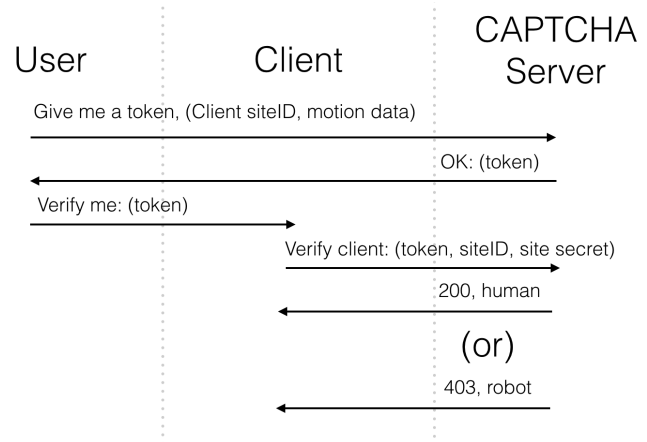 User
Client
CAPTCHA
Server
Give me a token, (Client siteID, motion data)
OK: (token)
Verify me: (token)
Verify client: (token, siteID, site secret)
200, human
(or)
403, robot